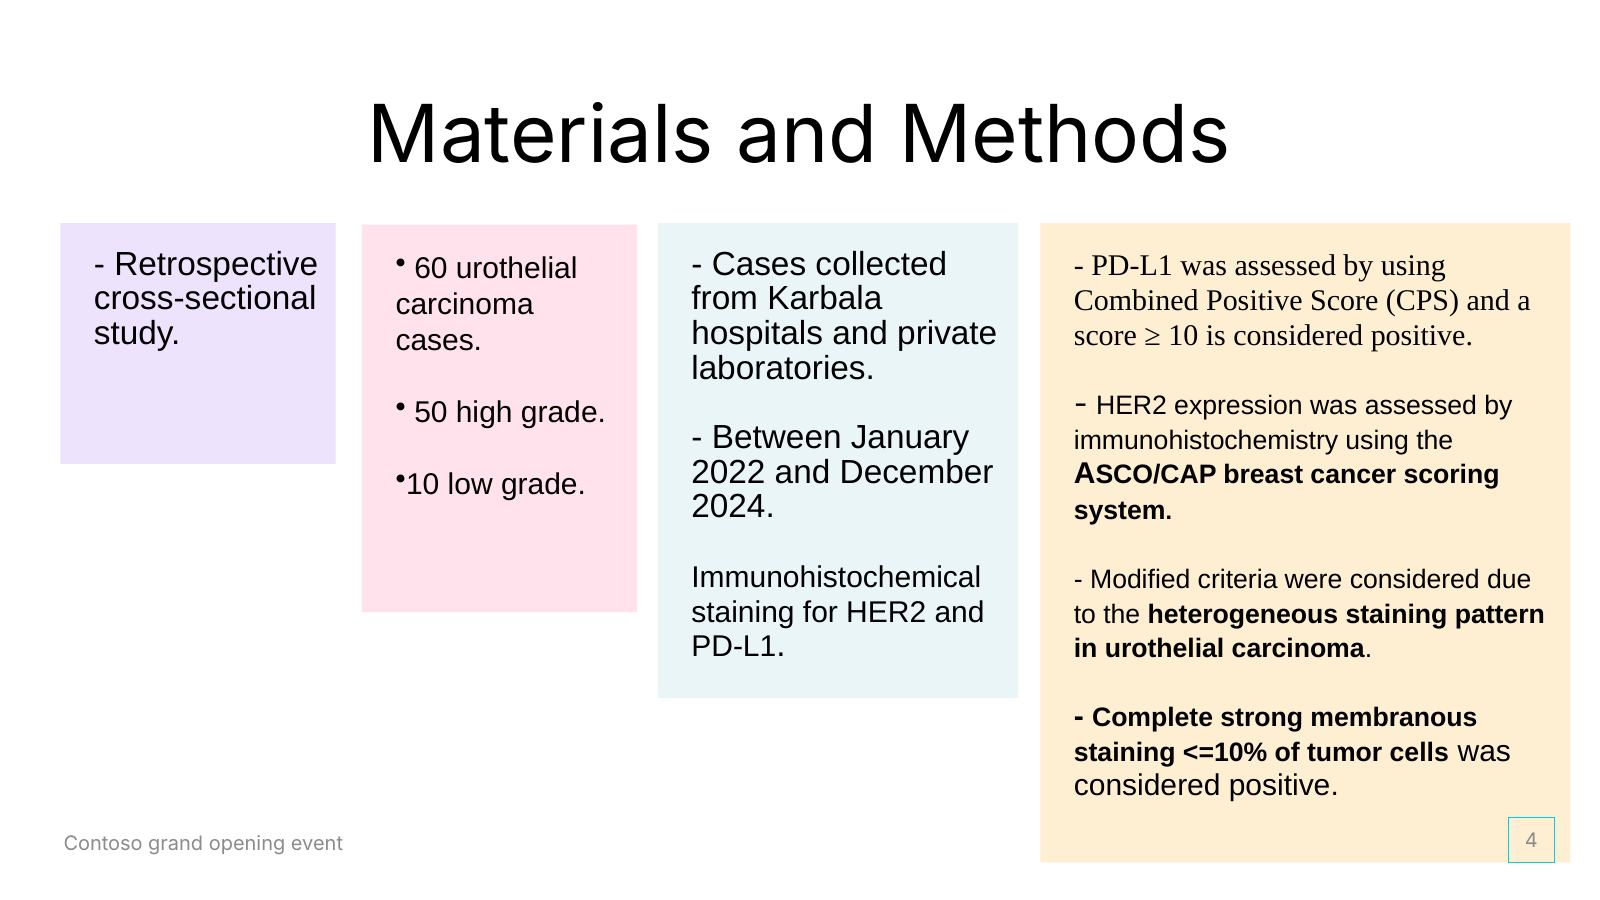 Materials and Methods
- Retrospective
cross-sectional
study.
• 60 urothelial
carcinoma
cases.
• 50 high grade.
•10 low grade.
- Cases collected
from Karbala
hospitals and private
laboratories.
- Between January
2022 and December
2024.
Immunohistochemical
staining for HER2 and
PD-L1.
- PD-L1 was assessed by using
Combined Positive Score (CPS) and a
score ≥ 10 is considered positive.
- HER2 expression was assessed by
immunohistochemistry using the
ASCO/CAP breast cancer scoring
system.
- Modified criteria were considered due
to the heterogeneous staining pattern
in urothelial carcinoma.
- Complete strong membranous
staining <=10% of tumor cells was
considered positive.
Contoso grand opening event
4